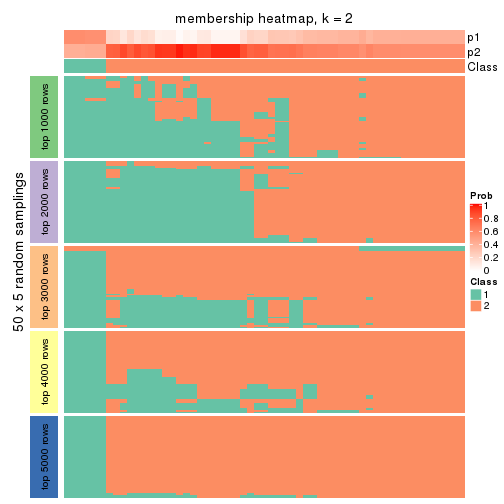 membership heatmap, k = 2
p1
p2
Class
50 x 5 random samplings
top 1000 rows
top 2000 rows
top 3000 rows
top 4000 rows
top 5000 rows
Prob
1
0.8
0.6
0.4
0.2
0
Class
1
2